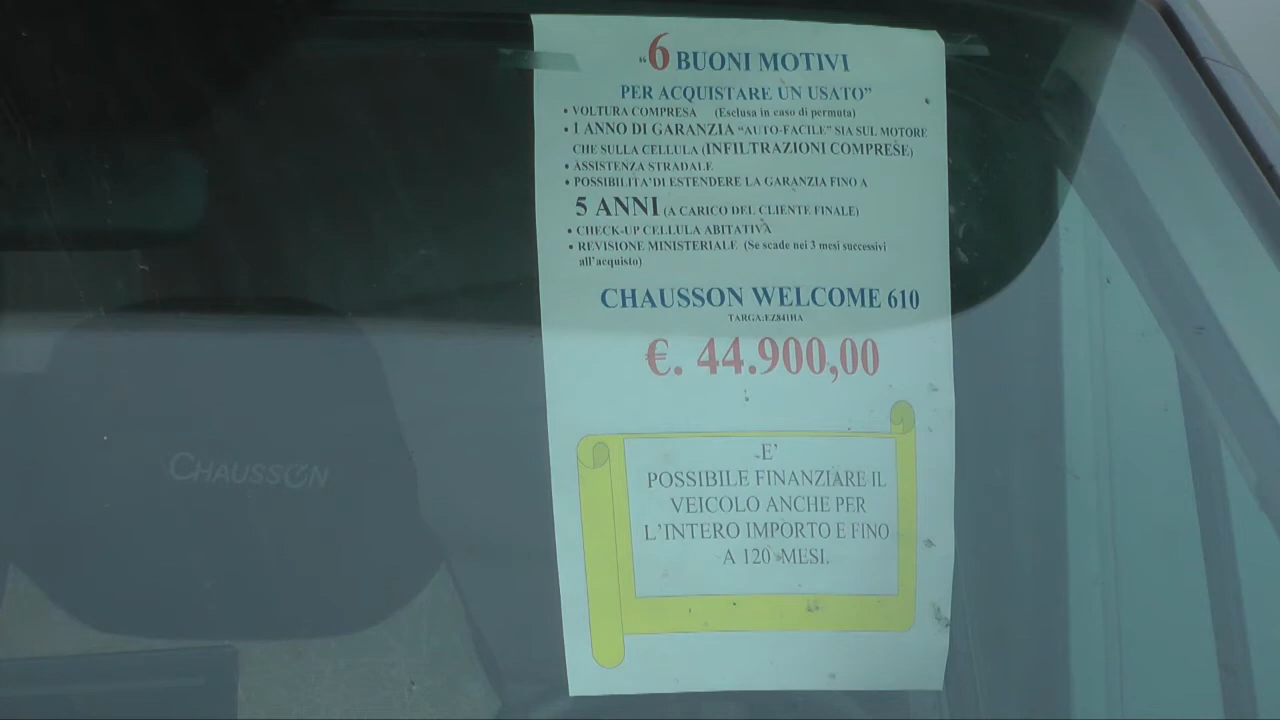 "6 BUONI MOTIVI
PER ACQUISTARE UN USATO"
• VOLTURA COMPRESA (Esclusa in caso di permuta)
• 1 ANNO DI GARANZIA "AUTO-FACILE" SIA SUL MOTORE
CHE SULLA CELLULA (INFILTRAZIONI COMPRESE)
• ASSISTENZA STRADALE
• POSSIBILITA'DI ESTENDERE LA GARANZIA FINO A
5 ANNI (A CARICO DEL CLIENTE FINALE)
• CHECK-UP CELLULA ABITATIVA
• REVISIONE MINISTERIALE (Se scade nei 3 mesi successivi
all'acquisto)
CHAUSSON WELCOME 610
TARGA:EZ841HA
€. 44.900,00
E'
POSSIBILE FINANZIARE IL
VEICOLO ANCHE PER
L'INTERO IMPORTO E FINO
A 120 MESI.
CHAUSSON